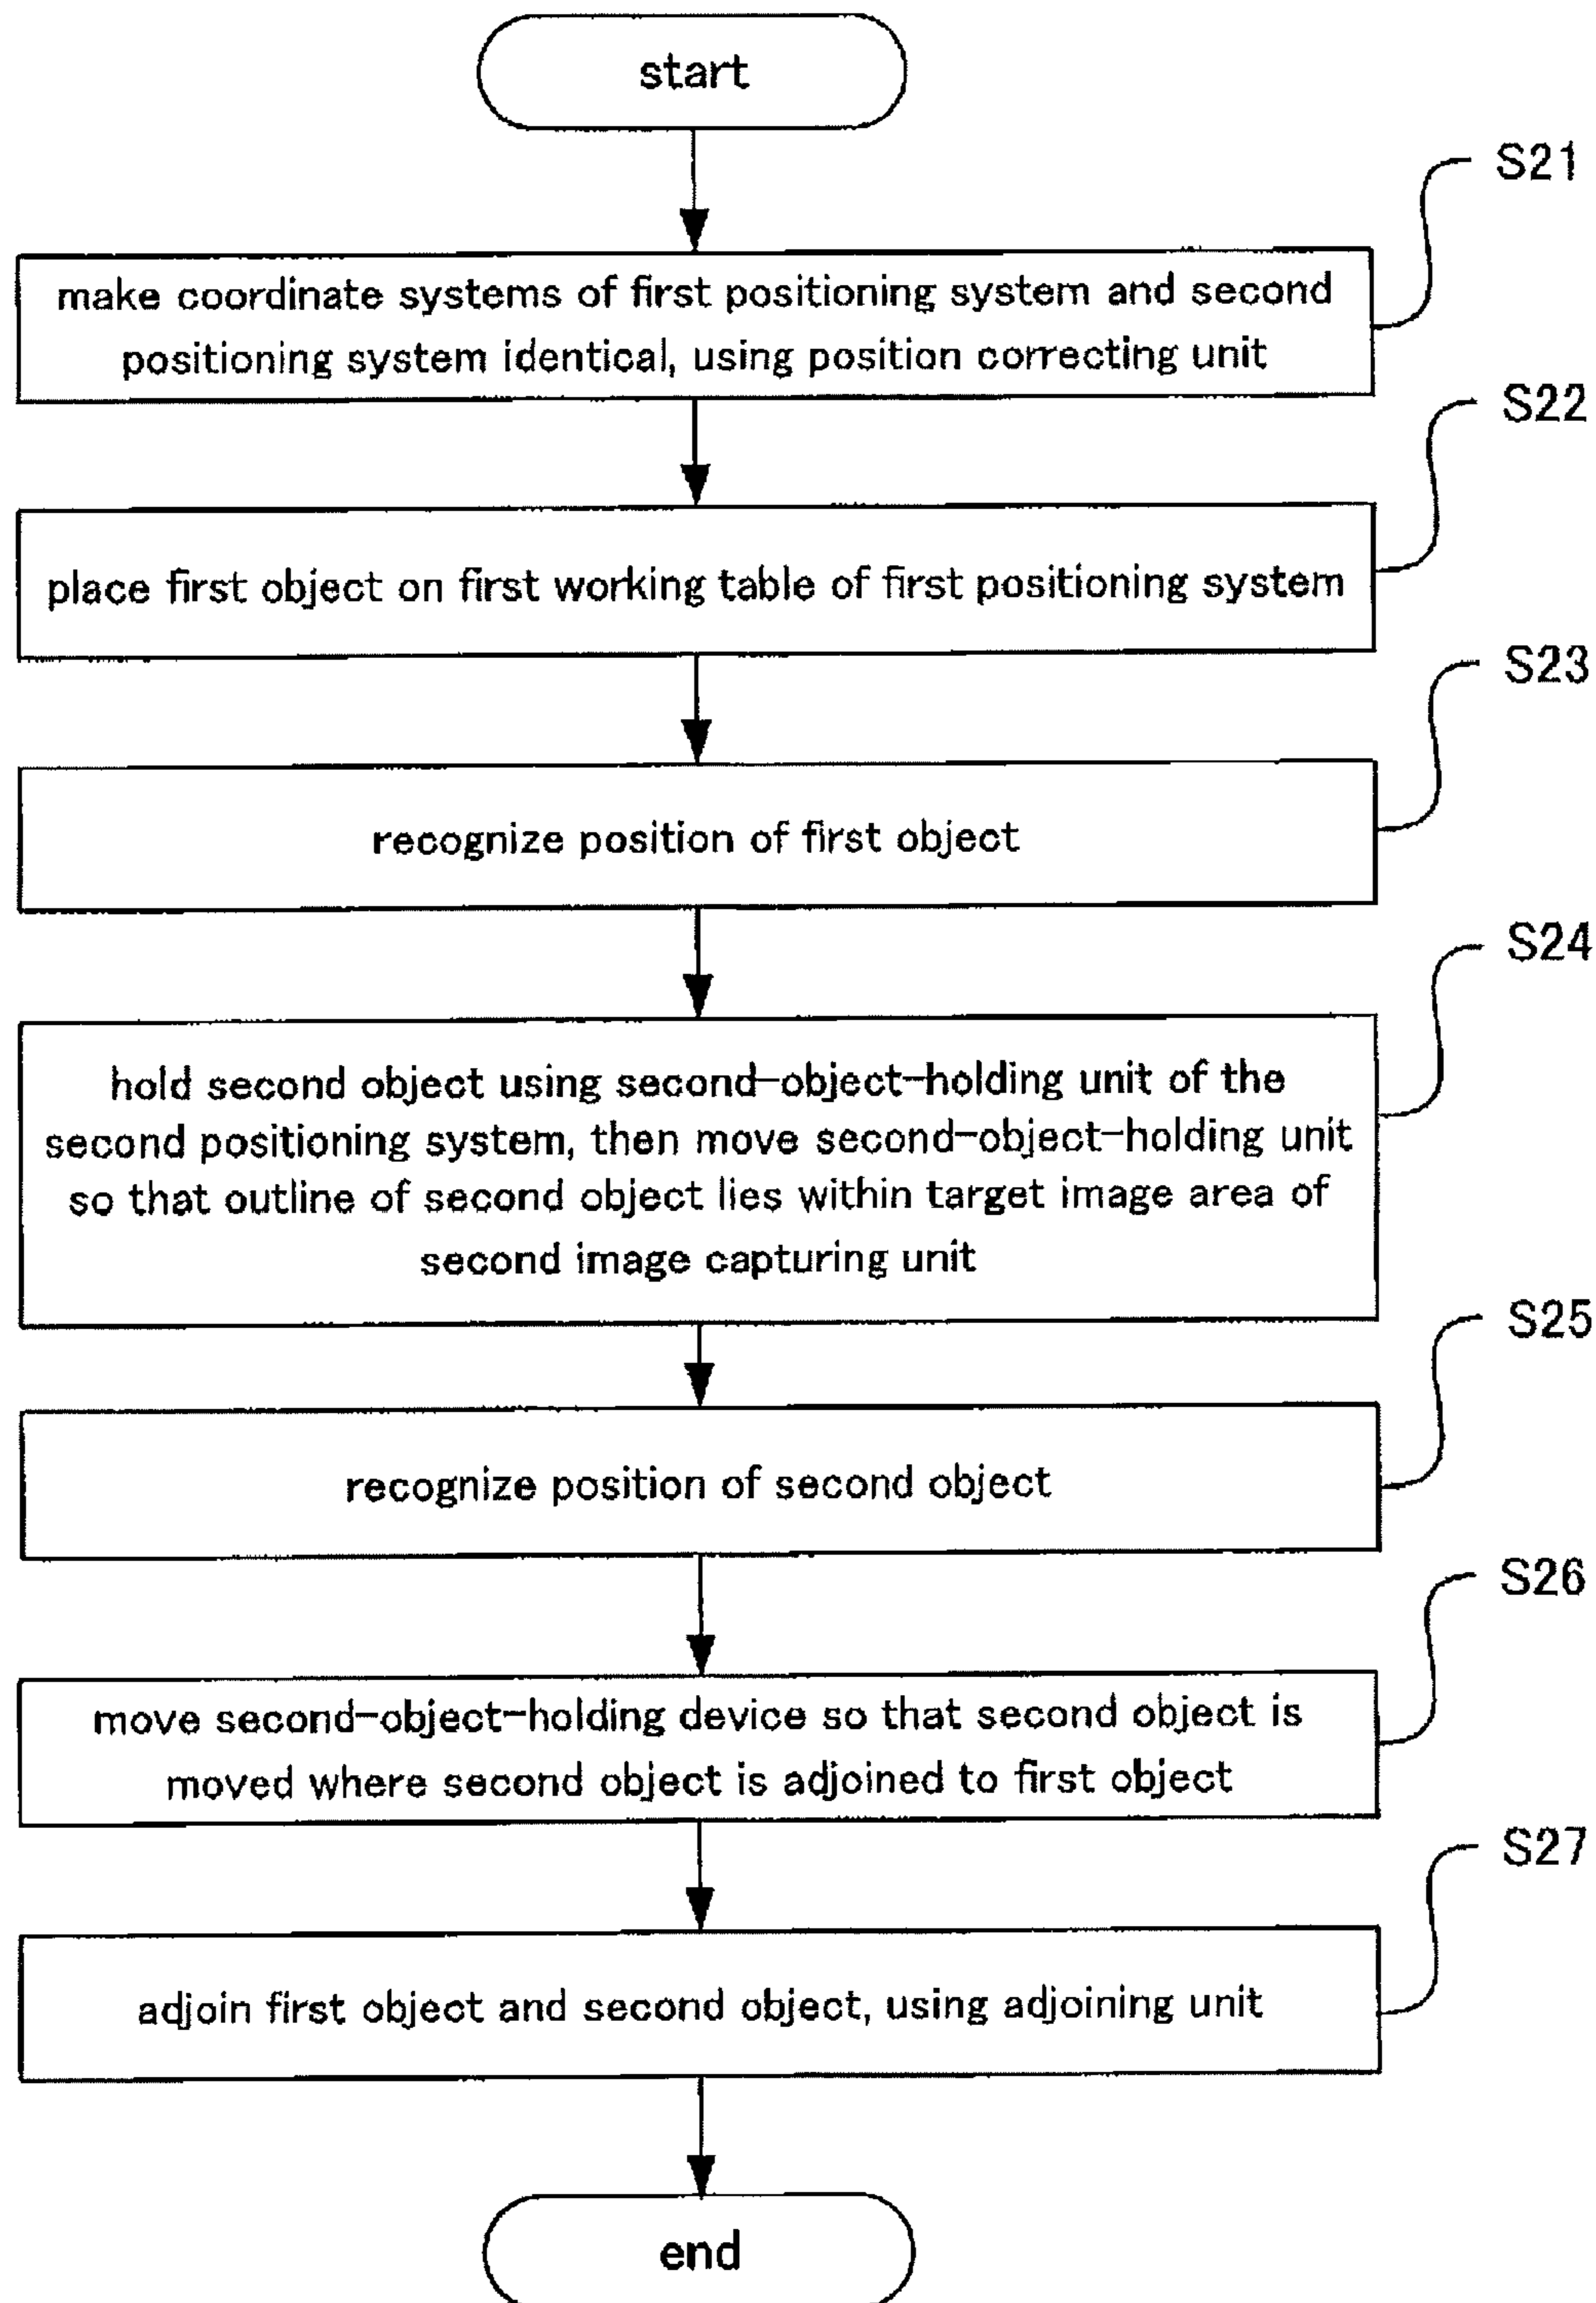 start
S21
make coordinate systems of first positioning system and second
positioning system identical, using position correcting unit
S22
place first object on first working table of first positioning system
S23
recognize position of first object
S24
hold second object using second-object-holding unit of the
second positioning system, then move second-object-holding unit
so that outline of second object lies within target image area of
second image capturing unit
S25
recognize position of second object
S26
move second-object-holding device so that second object is
moved where second object is adjoined to first object
S27
adjoin first object and second object, using adjoining unit
end